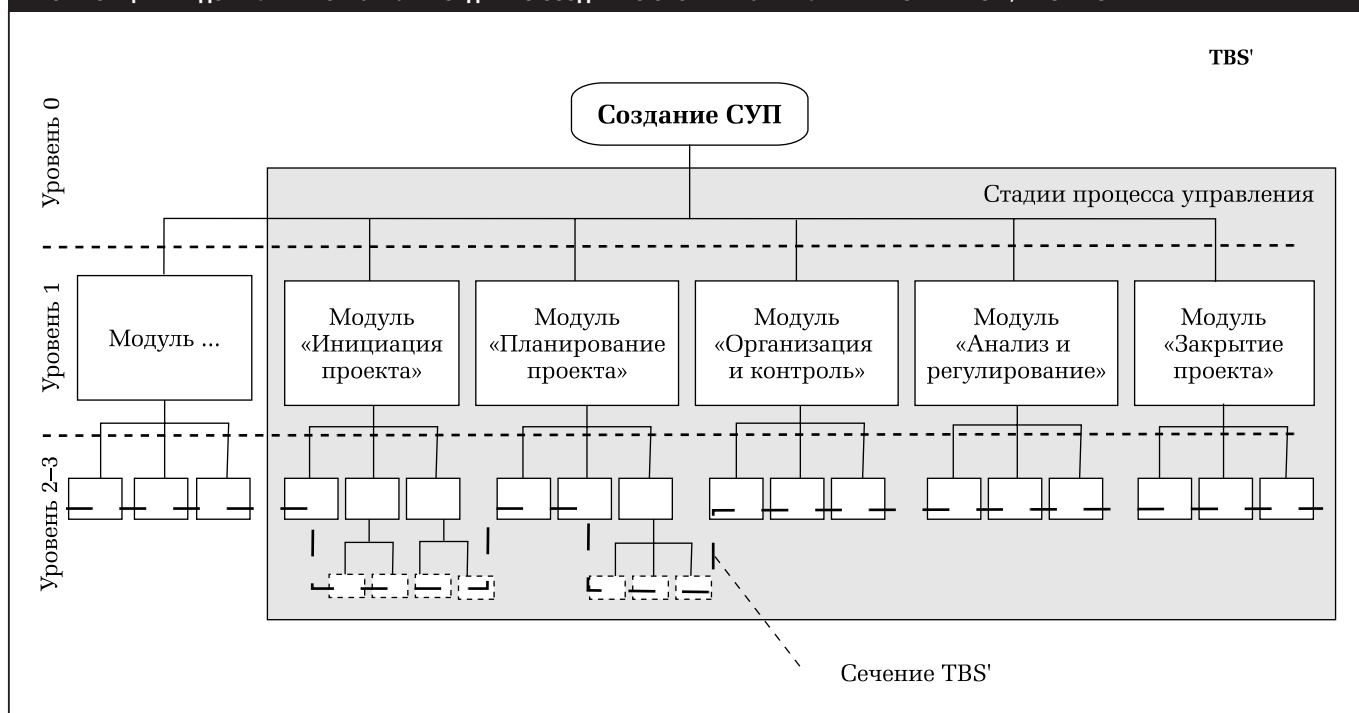 TBS'
Создание СУП
Уровень 0
Стадии процесса управления
Уровень 1
Модуль ...
Модуль
«Инициация
проекта»
Модуль
«Планирование
проекта»
Модуль
«Организация
и контроль»
Модуль
«Анализ и
регулирование»
Модуль
«Закрытие
проекта»
Уровень 2–3
Сечение TBS'